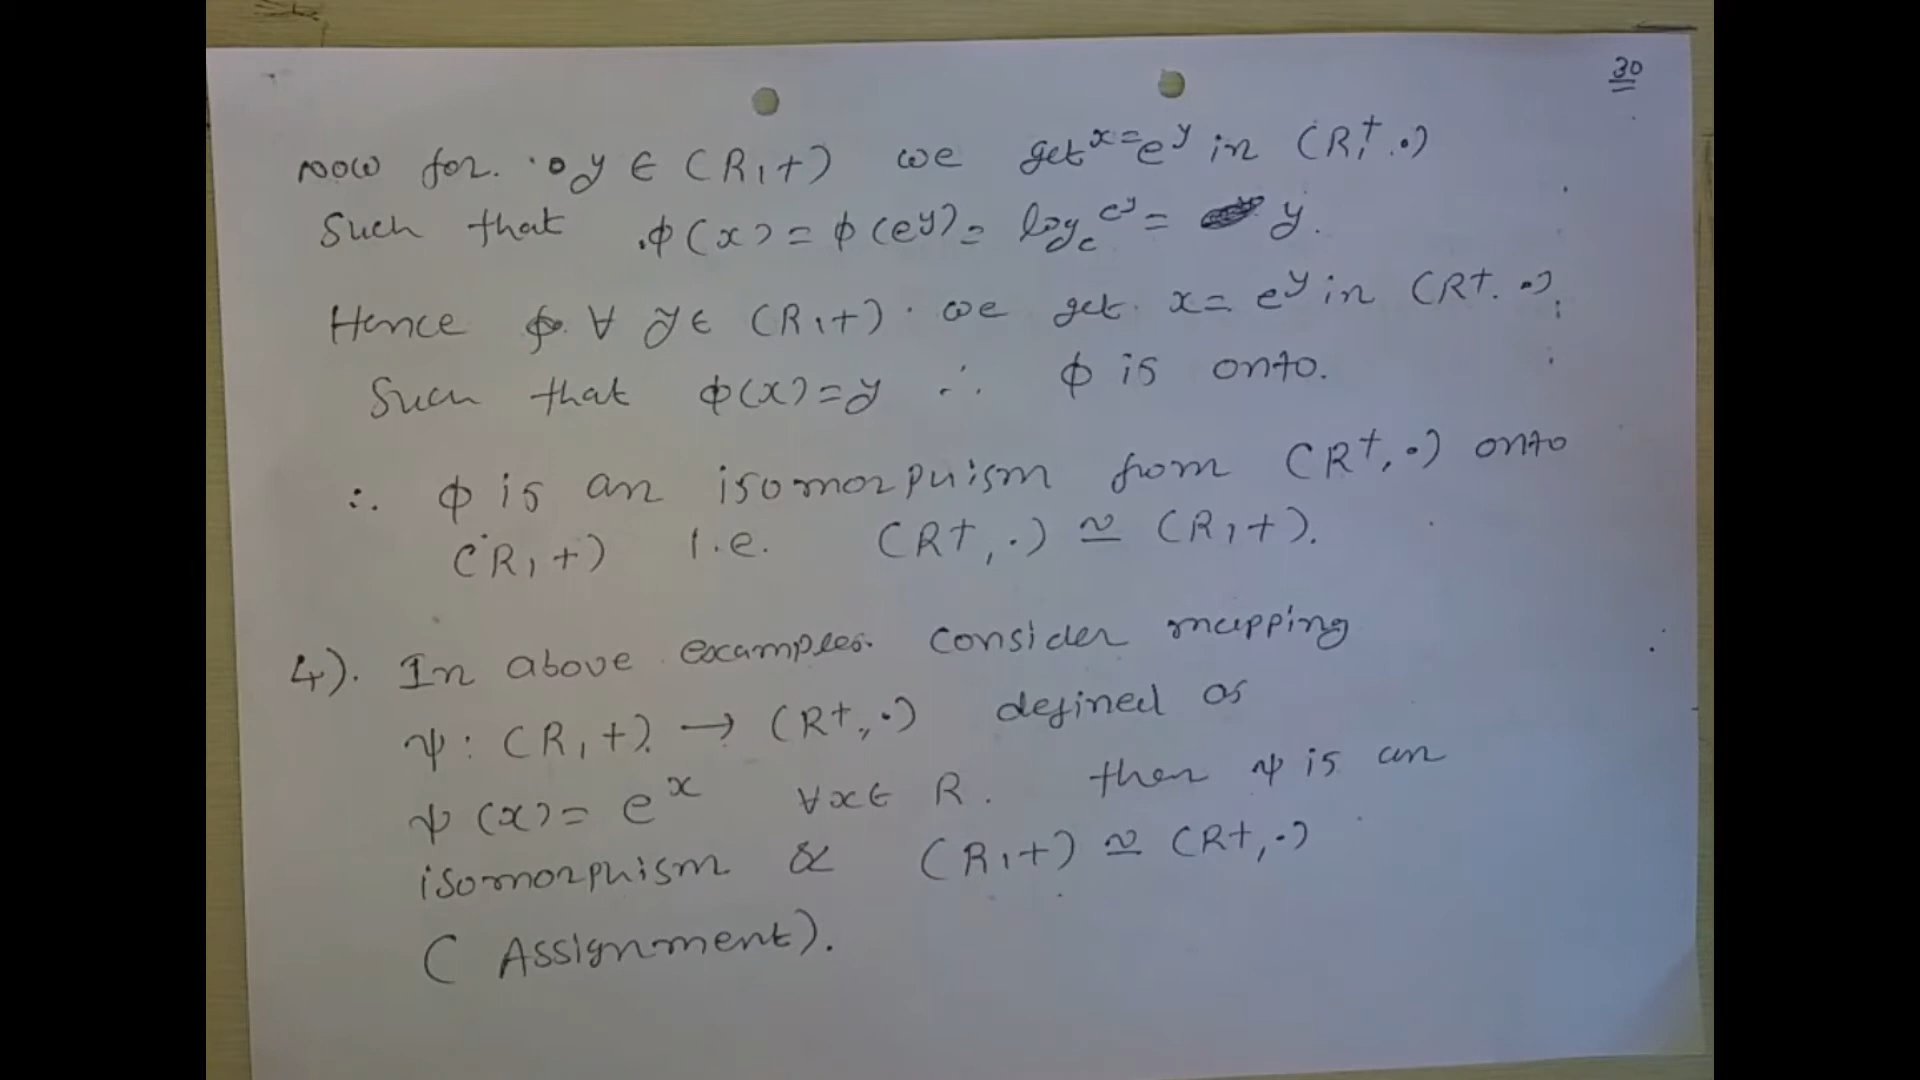 30
Now for y ∈ (R,+) we get x=e^y in (R⁺,·)
Such that φ(x)=φ(e^y)= log_e e^y = y.
Hence ∀ y∈ (R,+). we get x= e^y in (R⁺.·)
Such that φ(x)=y ∴ φ is onto.
∴ φ is an isomorphism from (R⁺,·) onto
(R,+) i.e. (R⁺,·) ≃ (R,+).
4). In above examples. consider mapping
ψ: (R,+) → (R⁺,·) defined as
ψ(x)= e^x ∀x∈ R. then ψ is an
isomorphism & (R,+) ≃ (R⁺,·)
(Assignment).